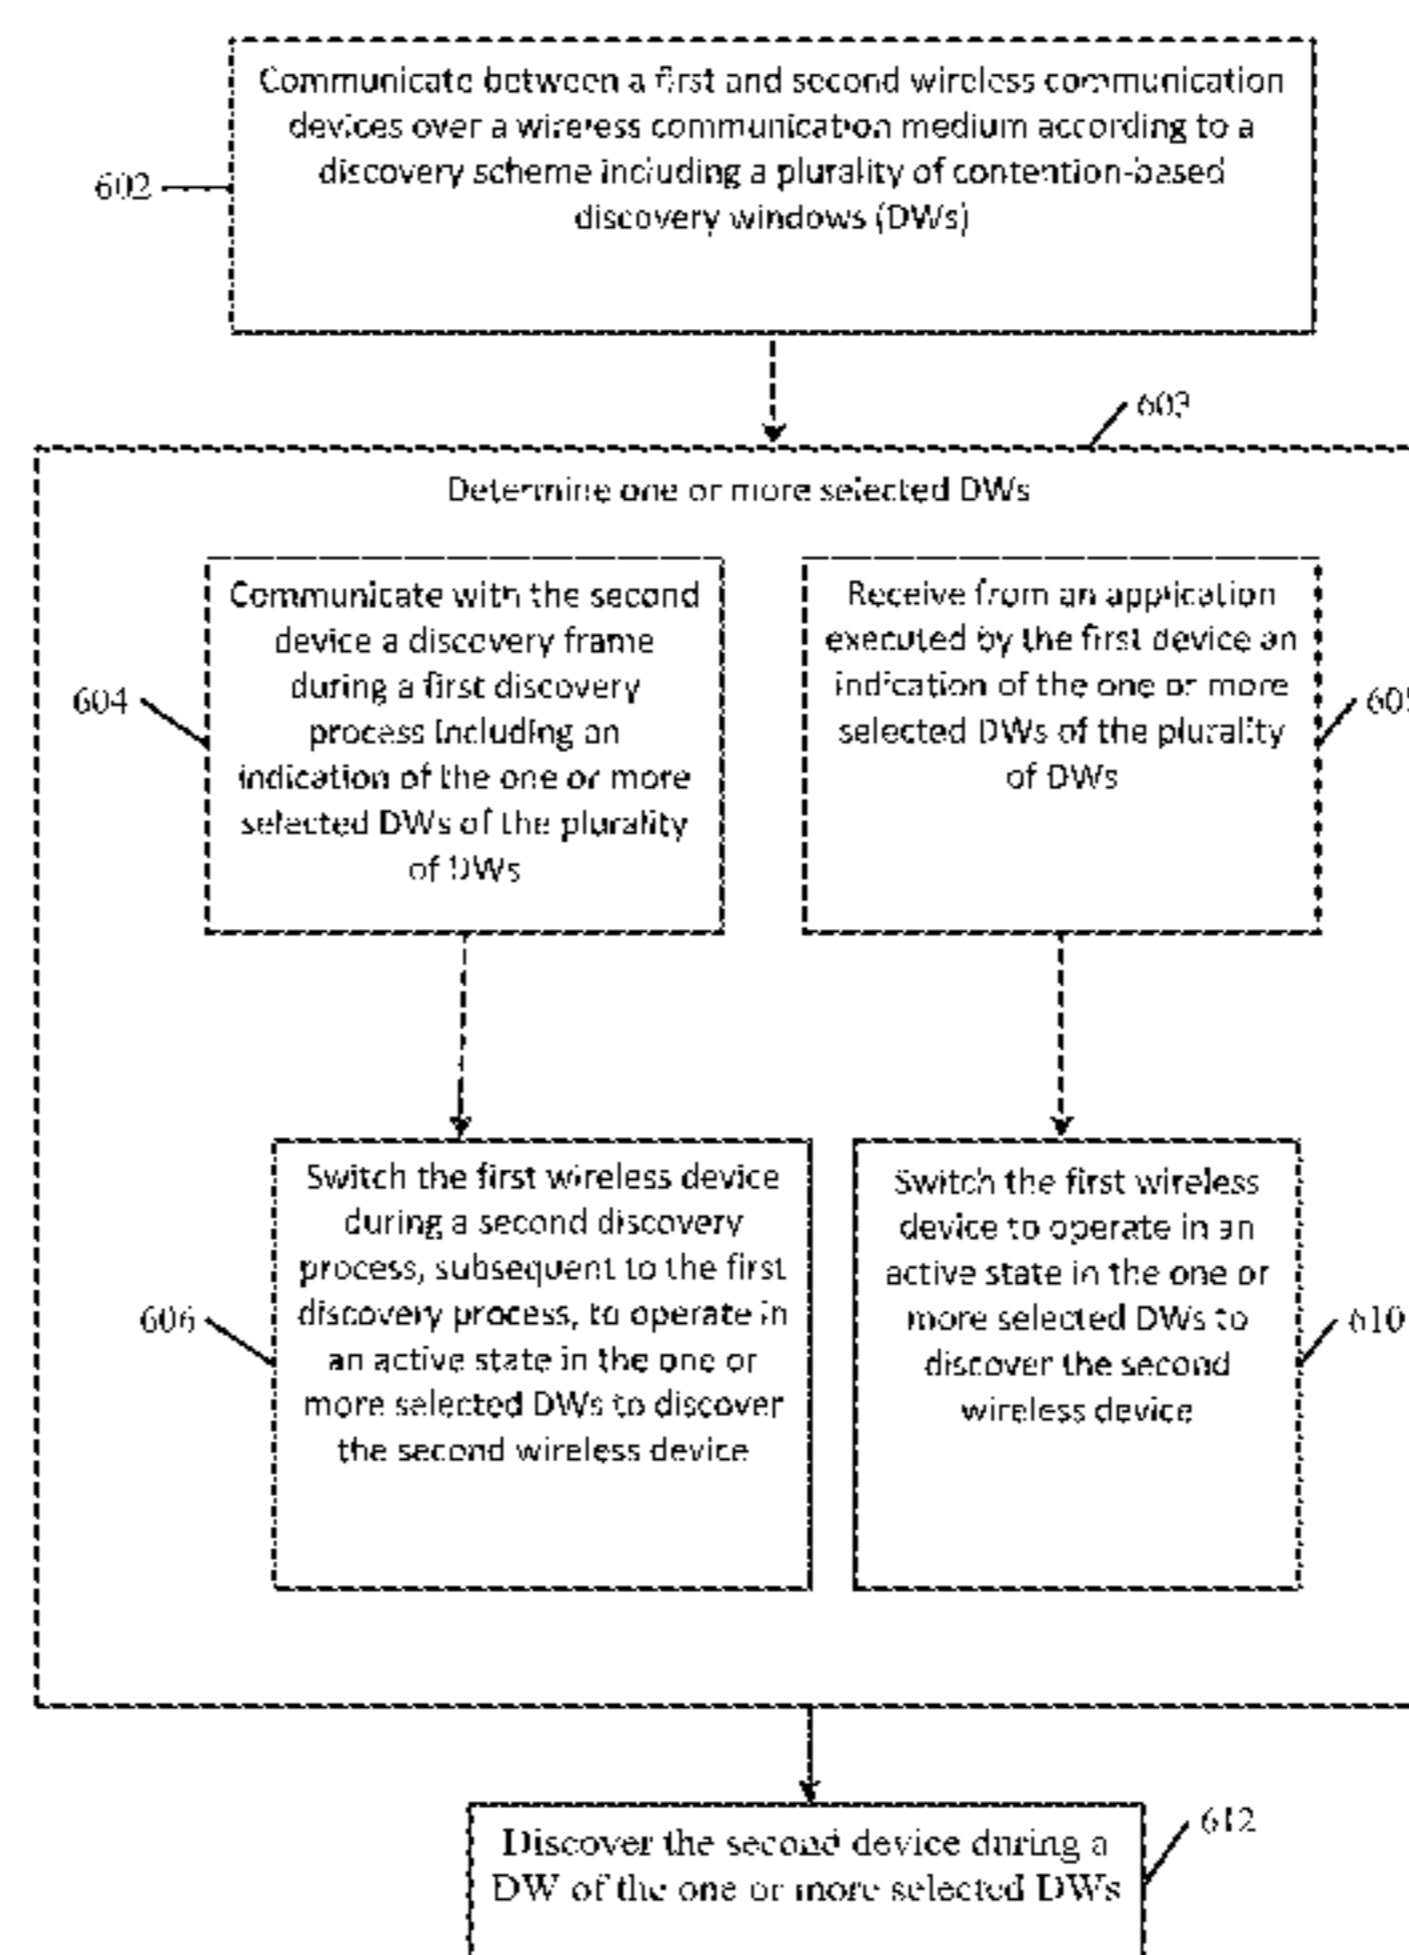 Communicate between a first and second wireless communication
devices over a wireless communication medium according to a
discovery scheme including a plurality of contention-based
discovery windows (DWs)
602
603
Determine one or more selected DWs
Communicate with the second
device a discovery frame
during a first discovery
process including an
indication of the one or more
selected DWs of the plurality
of DWs
604
Receive from an application
executed by the first device an
indication of the one or more
selected DWs of the plurality
of DWs
Switch the first wireless device
during a second discovery
process, subsequent to the first
discovery process, to operate in
an active state in the one or
more selected DWs to discover
the second wireless device
606
Switch the first wireless
device to operate in an
active state in the one or
more selected DWs to
discover the second
wireless device
610
612
Discover the second device during a
DW of the one or more selected DWs